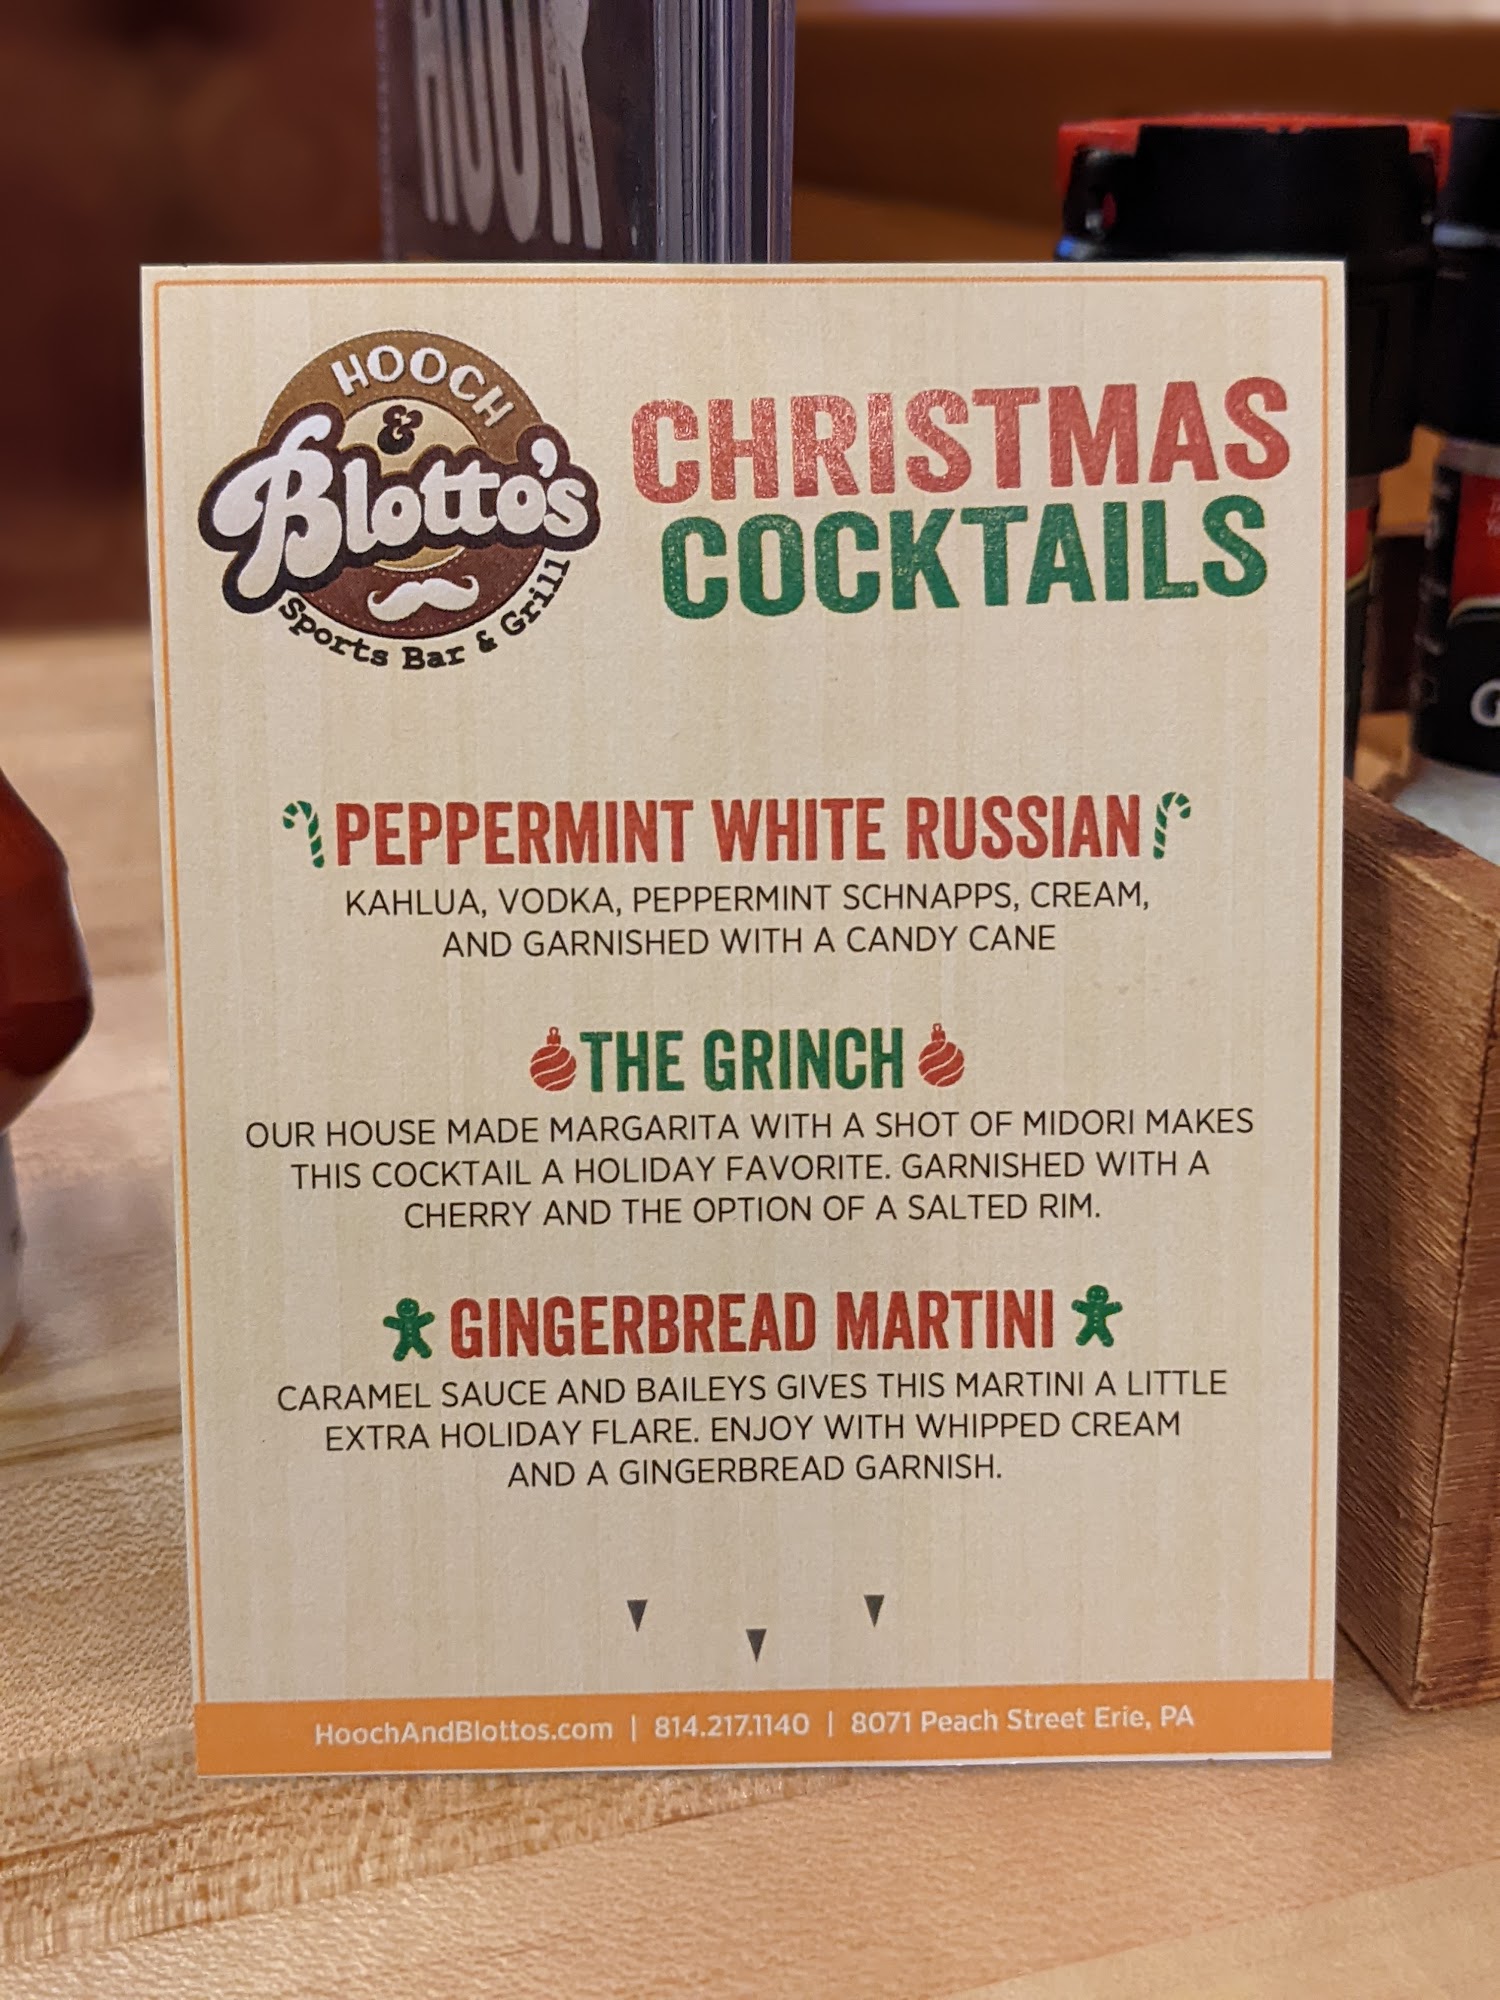 HOUR
HOOCH
&
Blotto's
Sports Bar & Grill
CHRISTMAS
COCKTAILS
PEPPERMINT WHITE RUSSIAN
KAHLUA, VODKA, PEPPERMINT SCHNAPPS, CREAM,
AND GARNISHED WITH A CANDY CANE
THE GRINCH
OUR HOUSE MADE MARGARITA WITH A SHOT OF MIDORI MAKES
THIS COCKTAIL A HOLIDAY FAVORITE. GARNISHED WITH A
CHERRY AND THE OPTION OF A SALTED RIM.
GINGERBREAD MARTINI
CARAMEL SAUCE AND BAILEYS GIVES THIS MARTINI A LITTLE
EXTRA HOLIDAY FLARE. ENJOY WITH WHIPPED CREAM
AND A GINGERBREAD GARNISH.
HoochAndBlottos.com | 814.217.1140 | 8071 Peach Street Erie, PA